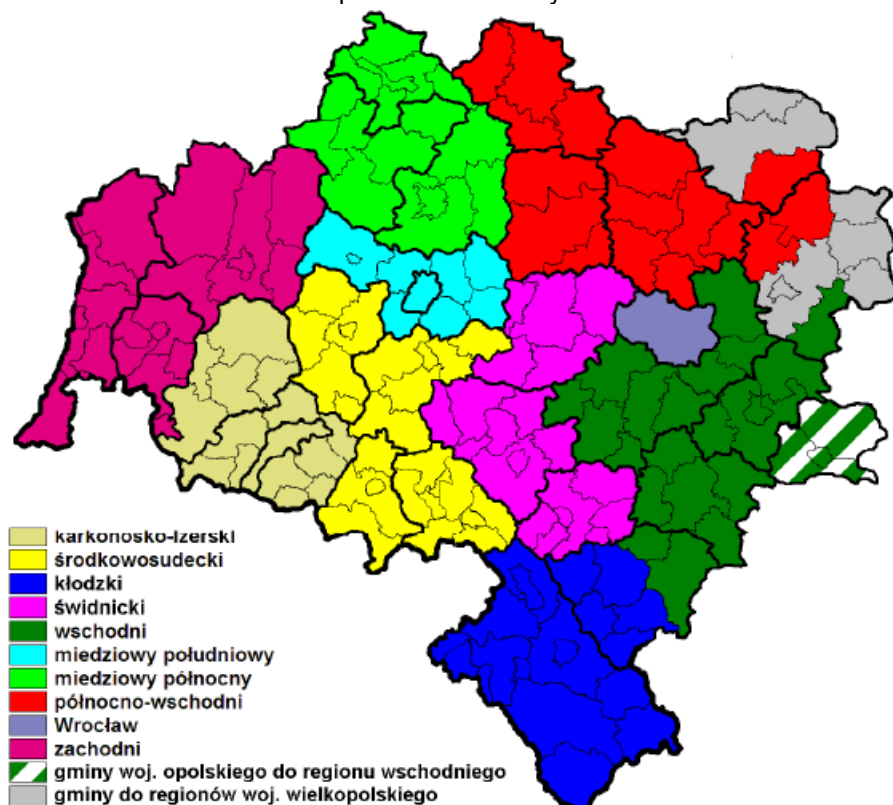 karkonosko-izerski
środkowosudecki
kłodzki
świdnicki
wschodni
miedziowy południowy
miedziowy północny
północno-wschodni
Wrocław
zachodni
gminy woj. opolskiego do regionu wschodniego
gminy do regionów woj. wielkopolskiego